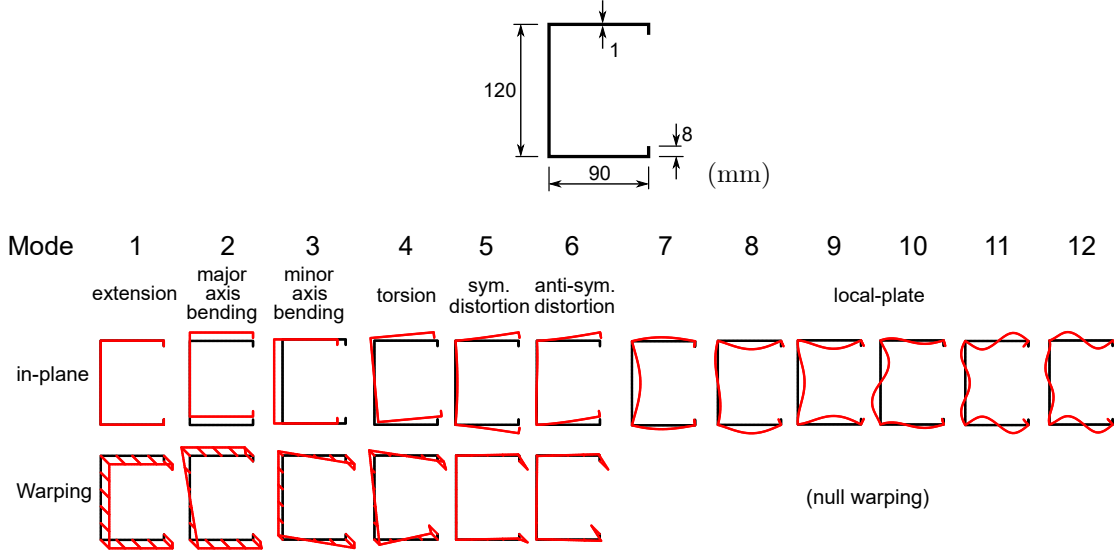 120
1
8
90
(mm)
Mode 1 2 3 4 5 6 7 8 9 10 11 12
extension
major
axis
bending
minor
axis
bending
torsion
sym.
distortion
anti-sym.
distortion
local-plate
in-plane
Warping
(null warping)